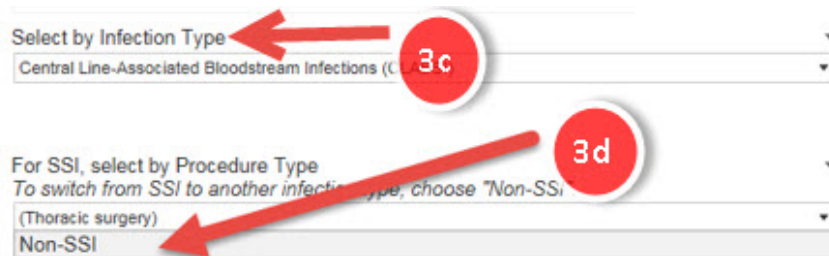 Select by Infection Type
3c
Central Line-Associated Bloodstream Infections
3d
For SSI, select by Procedure Type
To switch from SSI to another infection type, choose "Non-SSI"
(Thoracic surgery)
Non-SSI